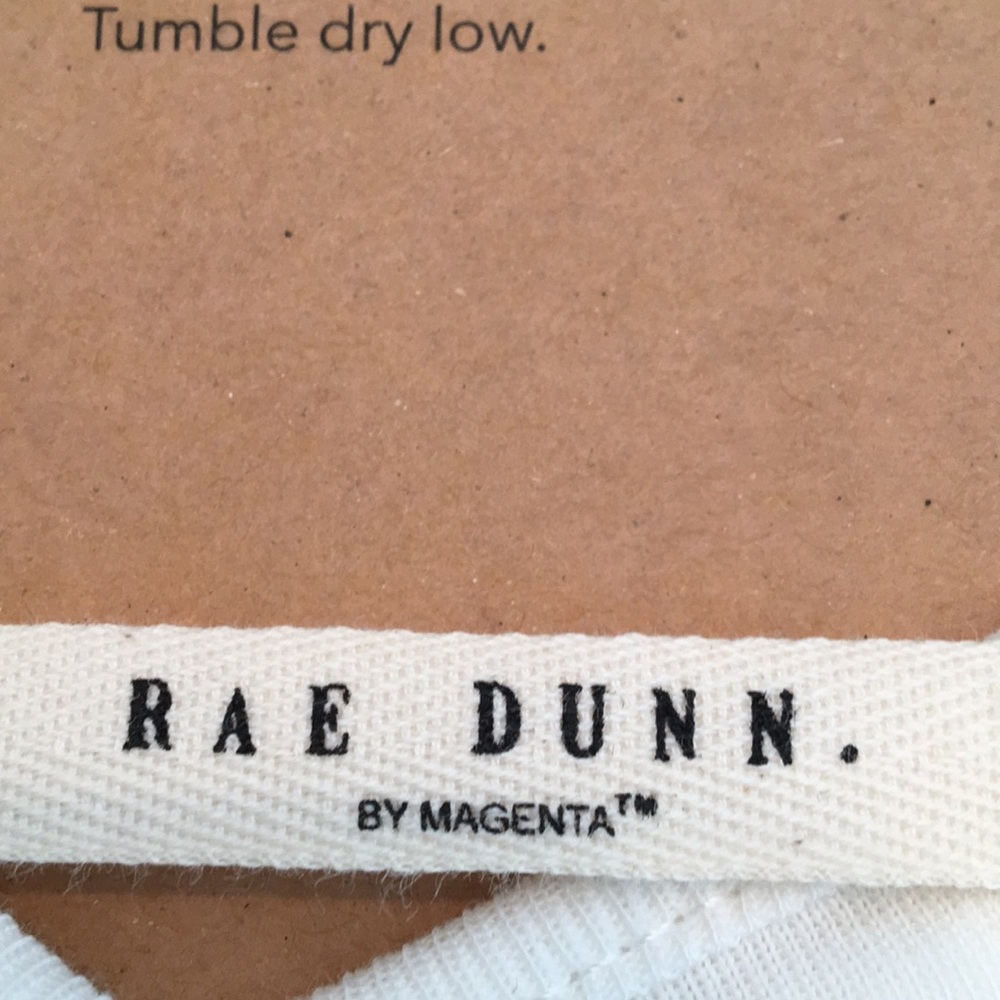 Tumble dry low.
RAE DUNN.
BY MAGENTA™